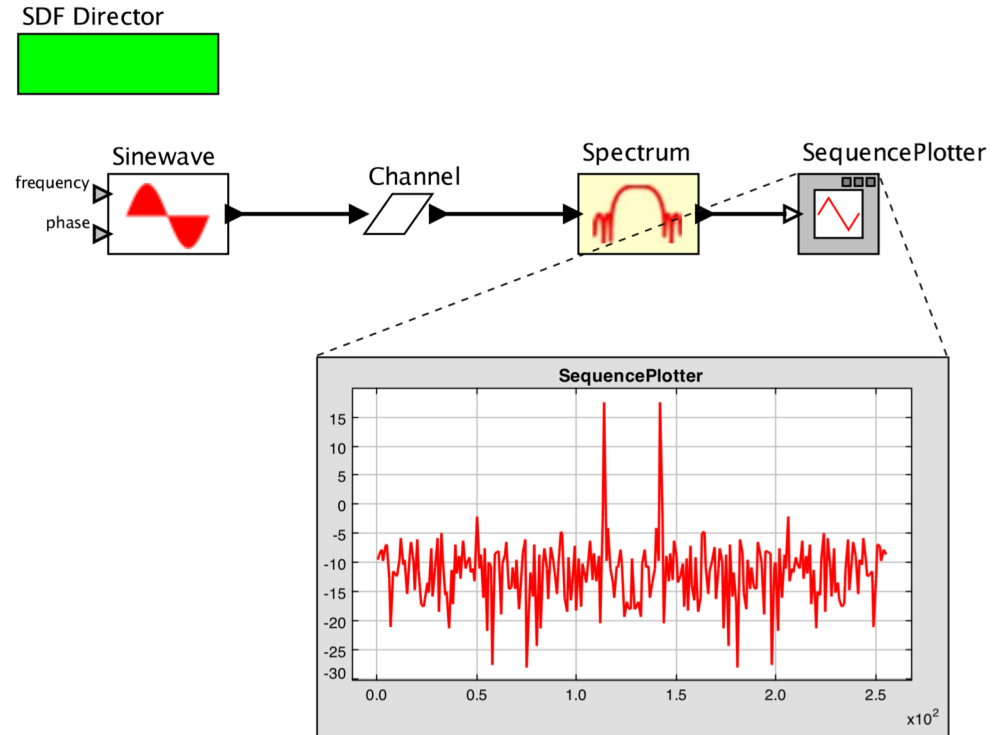 SDF Director
Sinewave
Channel
Spectrum
SequencePlotter
frequency
phase
SequencePlotter
15
10
5
0
-5
-10
-15
-20
-25
-30
0.0 0.5 1.0 1.5 2.0 2.5
x10²